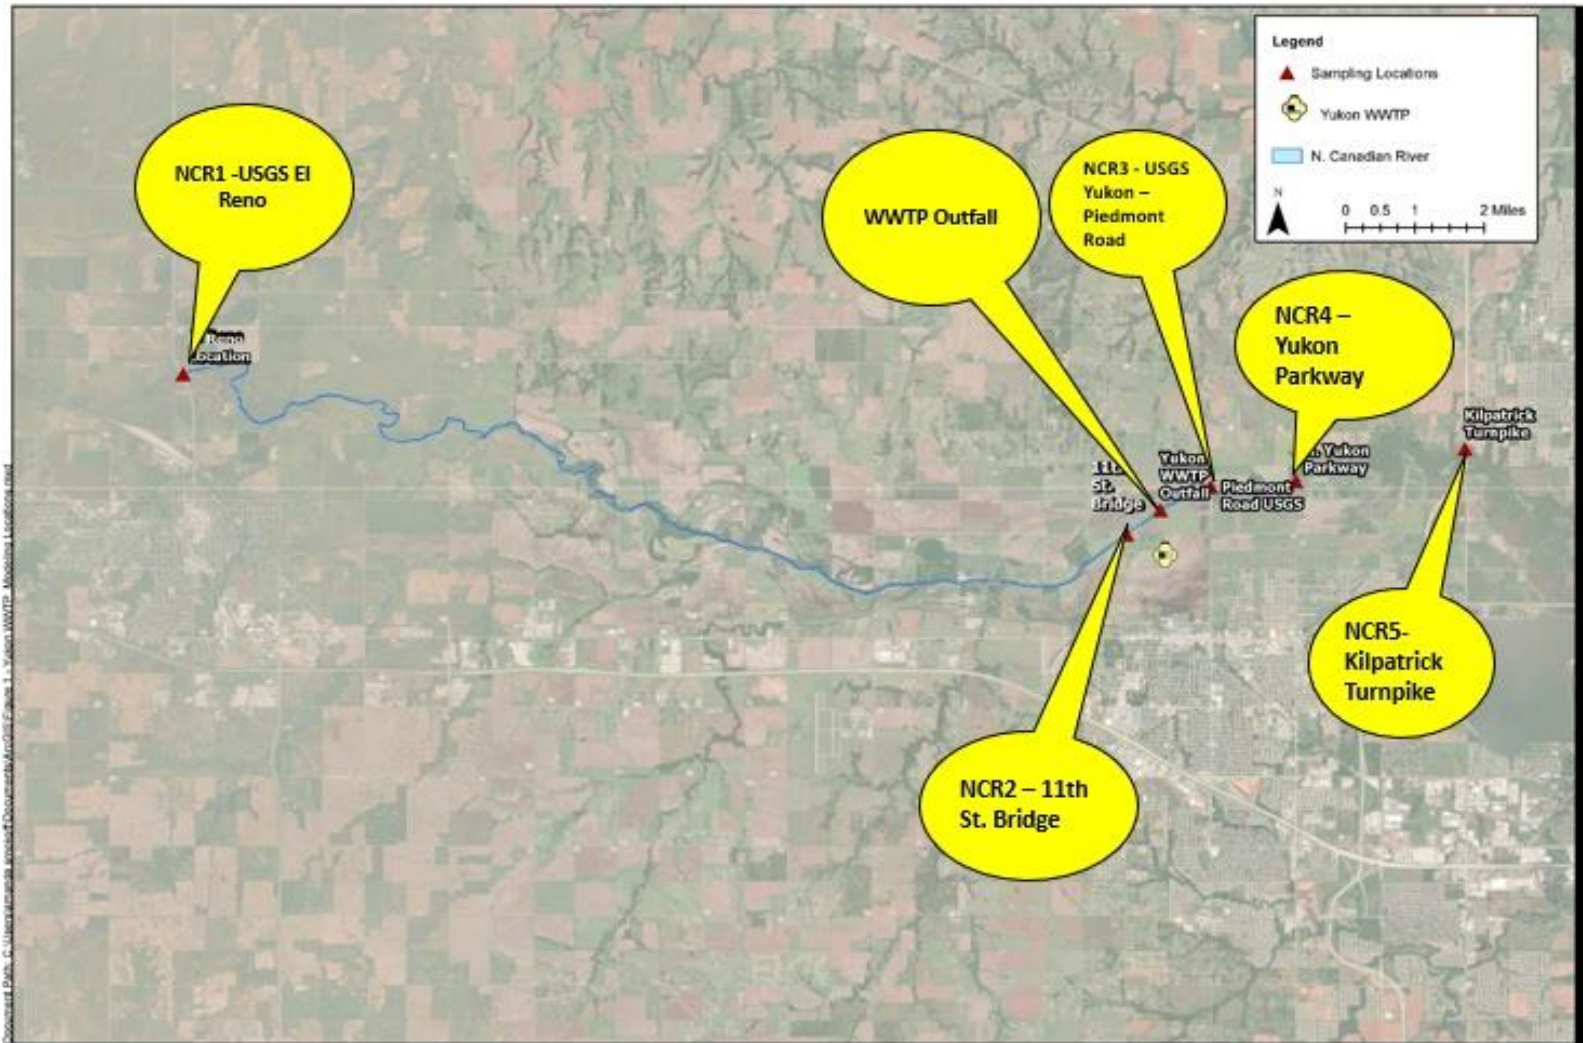 Legend
Sampling Locations
Yukon WWTP
N. Canadian River
N
0 0.5 1 2 Miles
NCR1 -USGS El
Reno
WWTP Outfall
NCR3 - USGS
Yukon –
Piedmont
Road
NCR4 –
Yukon
Parkway
Reno
Location
Kilpatrick
Turnpike
Yukon
Parkway
Yukon
WWTP
Outfall
Piedmont
Road USGS
St.
Bridge
NCR5-
Kilpatrick
Turnpike
NCR2 – 11th
St. Bridge